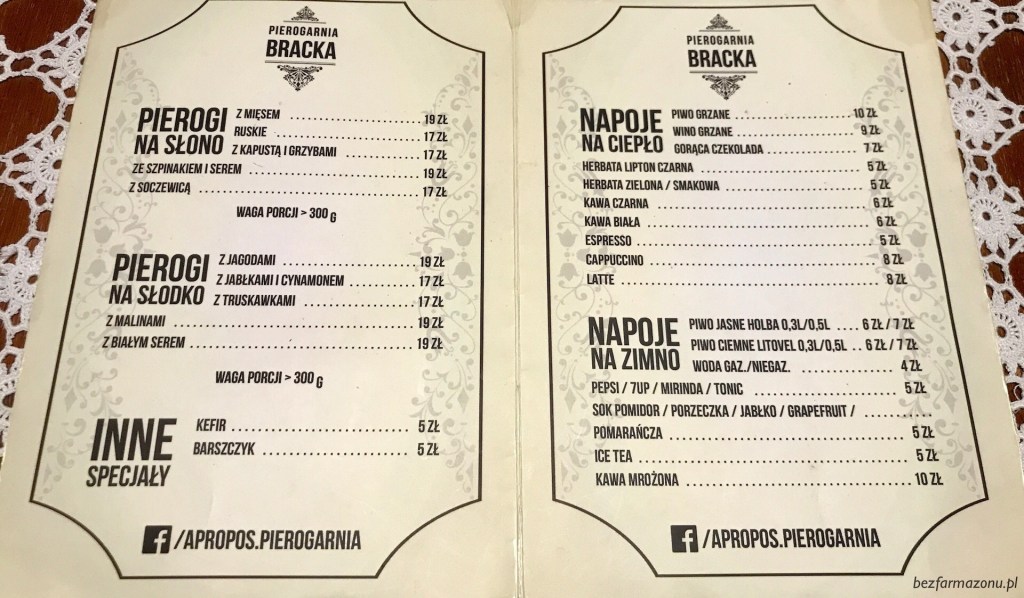 PIEROGARNIA
BRACKA
PIEROGI
NA SŁONO
Z MIĘSEM 19 ZŁ
RUSKIE 17 ZŁ
Z KAPUSTĄ I GRZYBAMI 17 ZŁ
ZE SZPINAKIEM I SEREM 19 ZŁ
Z SOCZEWICĄ 17 ZŁ
WAGA PORCJI > 300 G
PIEROGI
NA SŁODKO
Z JAGODAMI 19 ZŁ
Z JABŁKAMI I CYNAMONEM 17 ZŁ
Z TRUSKAWKAMI 17 ZŁ
Z MALINAMI 19 ZŁ
Z BIAŁYM SEREM 19 ZŁ
WAGA PORCJI > 300 G
INNE
SPECJAŁY
KEFIR 5 ZŁ
BARSZCZYK 5 ZŁ
f /APROPOS.PIEROGARNIA
PIEROGARNIA
BRACKA
NAPOJE
NA CIEPŁO
PIWO GRZANE 10 ZŁ
WINO GRZANE 9 ZŁ
GORĄCA CZEKOLADA 7 ZŁ
HERBATA LIPTON CZARNA 5 ZŁ
HERBATA ZIELONA / SMAKOWA 5 ZŁ
KAWA CZARNA 6 ZŁ
KAWA BIAŁA 6 ZŁ
ESPRESSO 5 ZŁ
CAPPUCCINO 8 ZŁ
LATTE 8 ZŁ
NAPOJE
NA ZIMNO
PIWO JASNE HOLBA 0,3L/0,5L .... 6 ZŁ / 7 ZŁ
PIWO CIEMNE LITOVEL 0,3L/0,5L .. 6 ZŁ / 7 ZŁ
WODA GAZ./NIEGAZ. 4 ZŁ
PEPSI / 7UP / MIRINDA / TONIC 5 ZŁ
SOK POMIDOR / PORZECZKA / JABŁKO / GRAPEFRUIT /
POMARAŃCZA 5 ZŁ
ICE TEA 5 ZŁ
KAWA MROŻONA 10 ZŁ
f /APROPOS.PIEROGARNIA
bezfarmazonu.pl